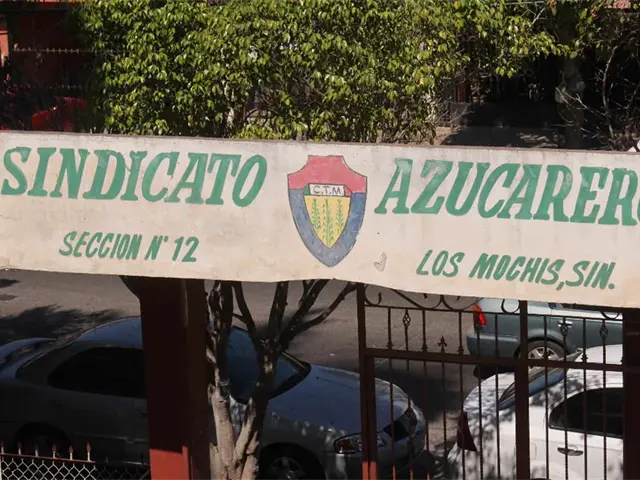 SINDICATO AZUCARERO
C.T.M
SECCION Nº 12
LOS MOCHIS, SIN.